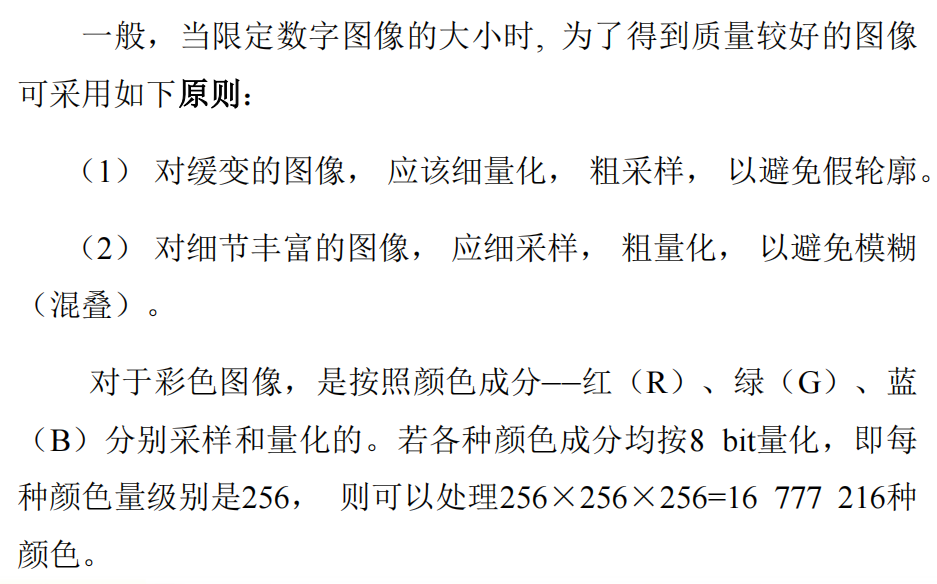 一般，当限定数字图像的大小时, 为了得到质量较好的图像
可采用如下原则：
（1） 对缓变的图像， 应该细量化， 粗采样， 以避免假轮廓。
（2） 对细节丰富的图像， 应细采样， 粗量化， 以避免模糊
（混叠）。
对于彩色图像，是按照颜色成分——红（R）、绿（G）、蓝
（B）分别采样和量化的。若各种颜色成分均按8 bit量化，即每
种颜色量级别是256， 则可以处理256×256×256=16 777 216种
颜色。